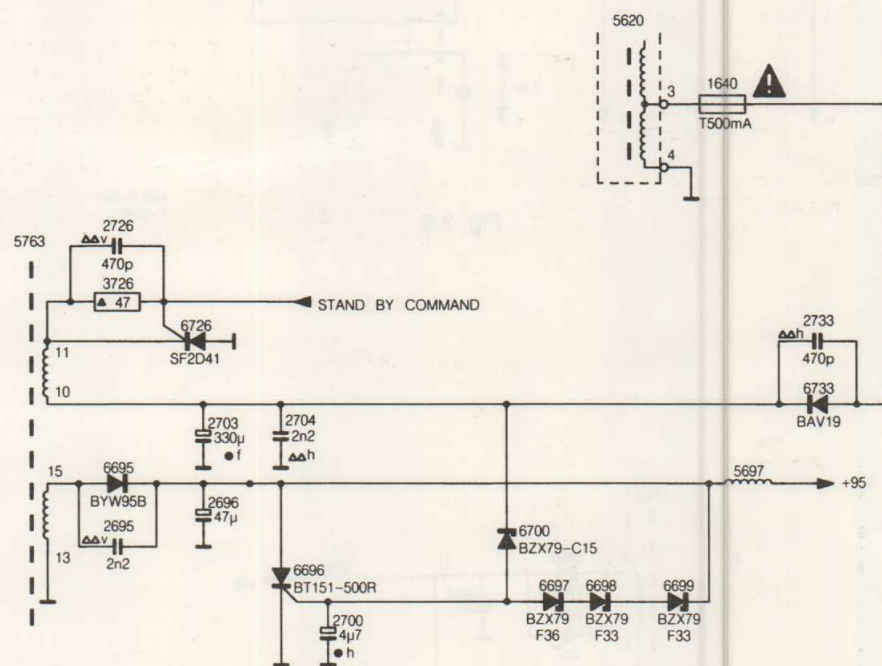 5620
3
1640
T500mA
4
5763
2726
v
470p
3726
47
STAND BY COMMAND
6726
SF2D41
11
10
2733
h
470p
6733
BAV19
2703
330µ
f
2704
2n2
h
15
6695
BYW95B
2696
47µ
5697
+95
v
2695
2n2
13
6700
BZX79-C15
6696
BT151-500R
6697
BZX79
F36
6698
BZX79
F33
6699
BZX79
F33
2700
4µ7
h